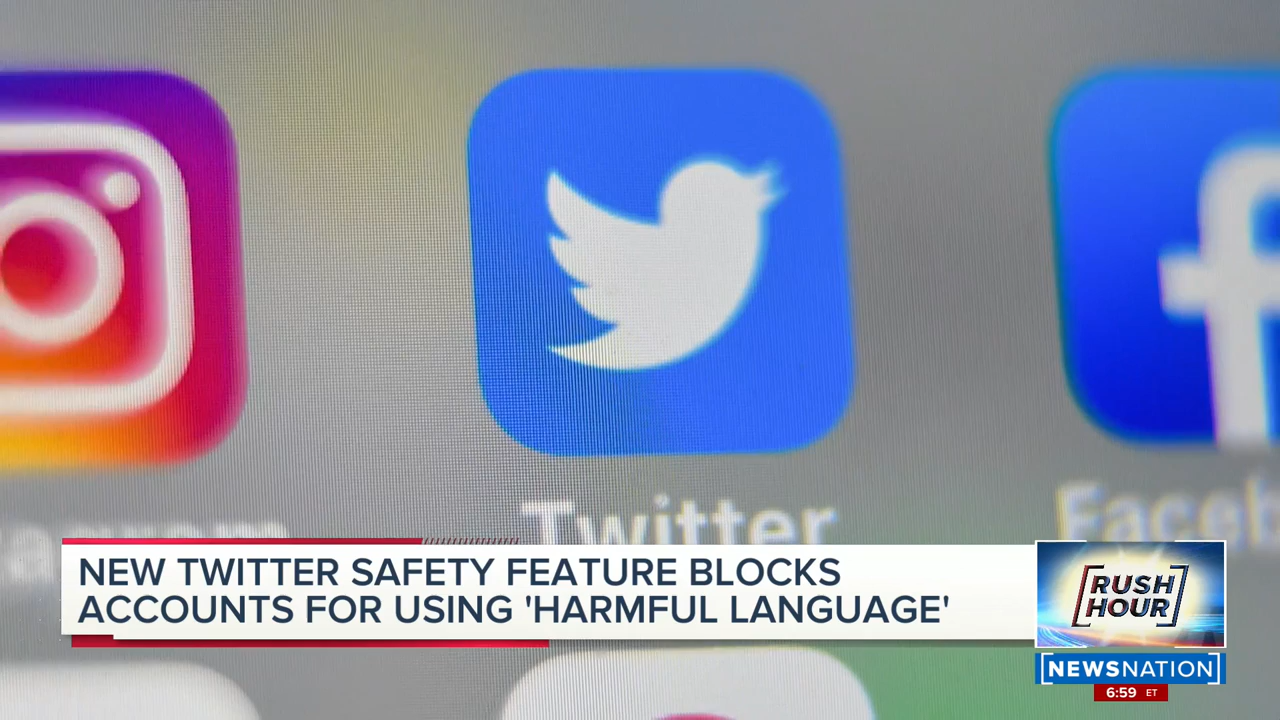 Twitter
NEW TWITTER SAFETY FEATURE BLOCKS
ACCOUNTS FOR USING 'HARMFUL LANGUAGE'
RUSH
HOUR
NEWSNATION
6:59 ET